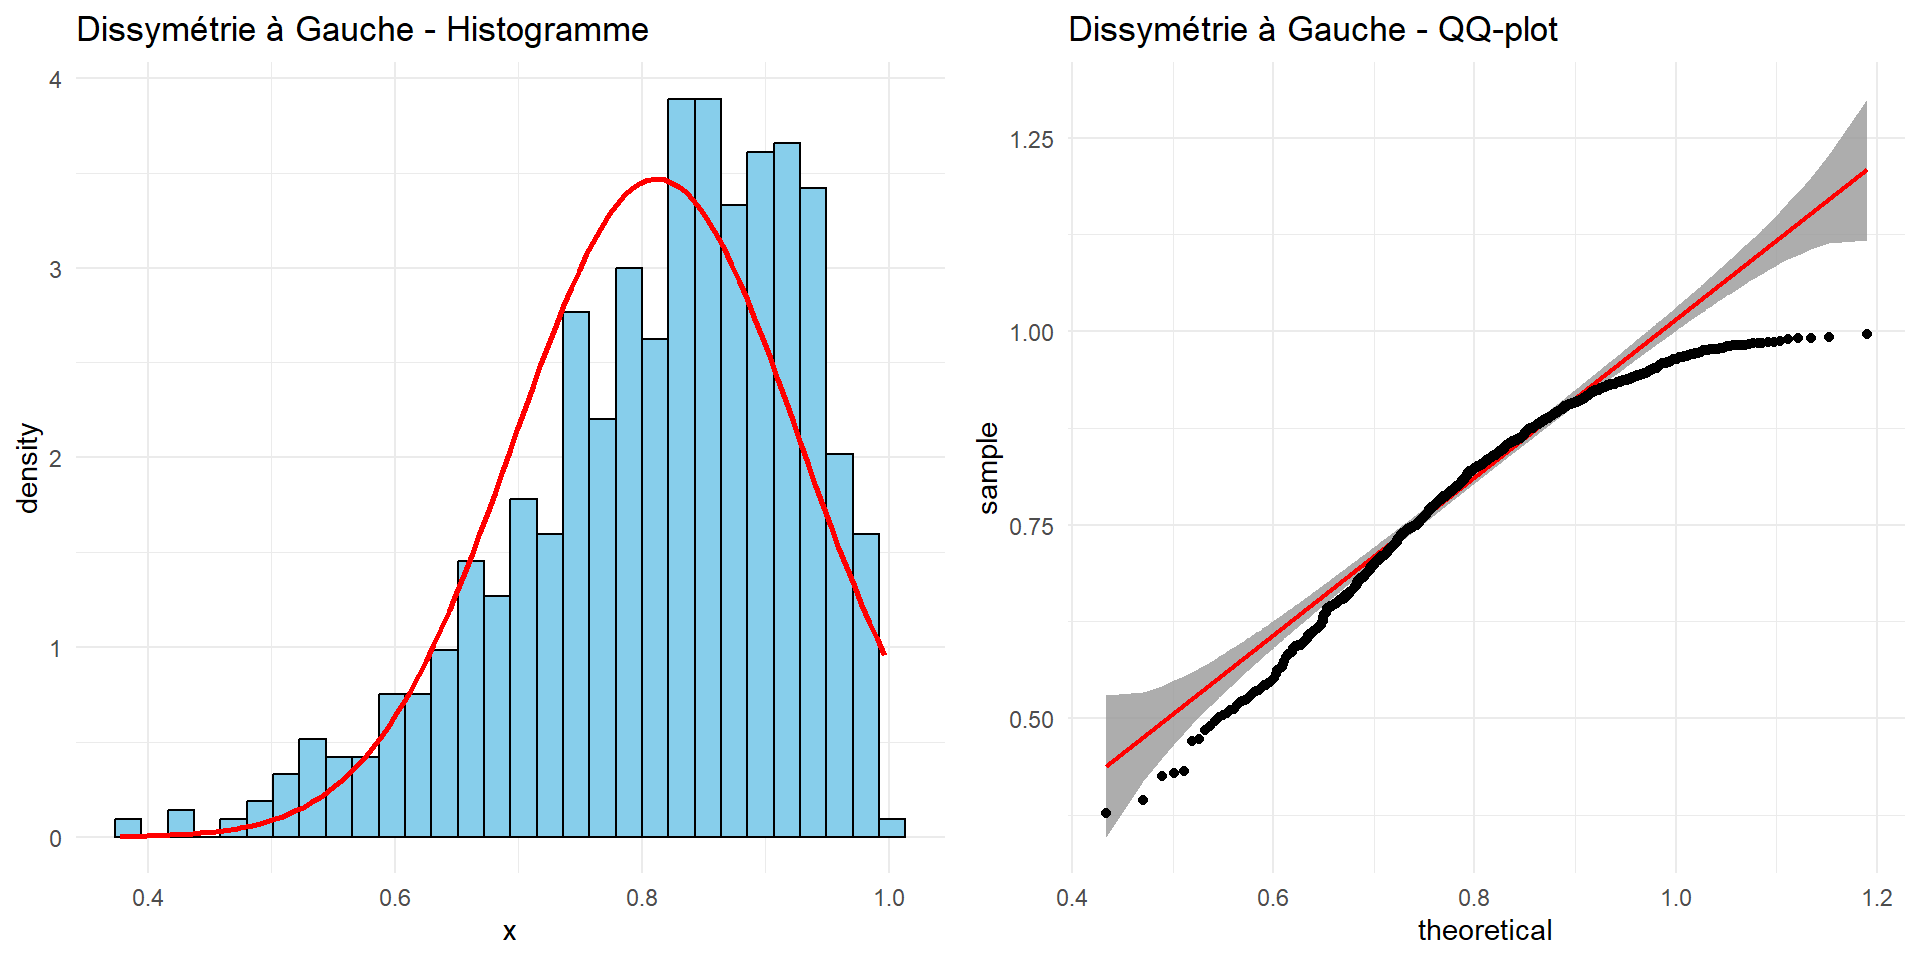 Dissymétrie à Gauche - Histogramme
4
3
2
1
0
density
0.4 0.6 0.8 1.0
x
Dissymétrie à Gauche - QQ-plot
1.25
1.00
0.75
0.50
sample
0.4 0.6 0.8 1.0 1.2
theoretical